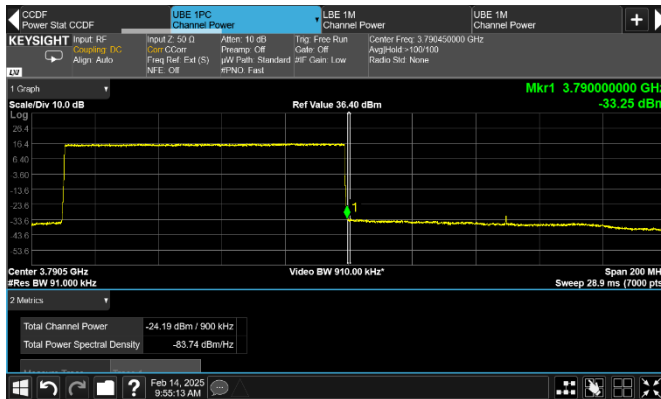 CCDF
Power Stat CCDF
UBE 1PC
Channel Power
LBE 1M
Channel Power
UBE 1M
Channel Power
+
KEYSIGHT
Input: RF
Coupling: DC
Align: Auto
Input Z: 50 Ω
Corr CCorr
Freq Ref: Ext (S)
NFE: Off
Atten: 10 dB
Preamp: Off
µW Path: Standard
#PNO: Fast
Trig: Free Run
Gate: Off
#IF Gain: Low
Center Freq: 3.790450000 GHz
Avg|Hold:>100/100
Radio Std: None
1 Graph
Mkr1 3.790000000 GHz
Scale/Div 10.0 dB
Ref Value 36.40 dBm
-33.25 dBm
Log
26.4
16.4
6.40
-3.60
-13.6
-23.6
-33.6
-43.6
-53.6
1
Center 3.7905 GHz
Video BW 910.00 kHz*
Span 200 MH
#Res BW 91.000 kHz
Sweep 28.9 ms (7000 pts
2 Metrics
Total Channel Power
-24.19 dBm / 900 kHz
Total Power Spectral Density
-83.74 dBm/Hz
?
Feb 14, 2025
9:55:13 AM